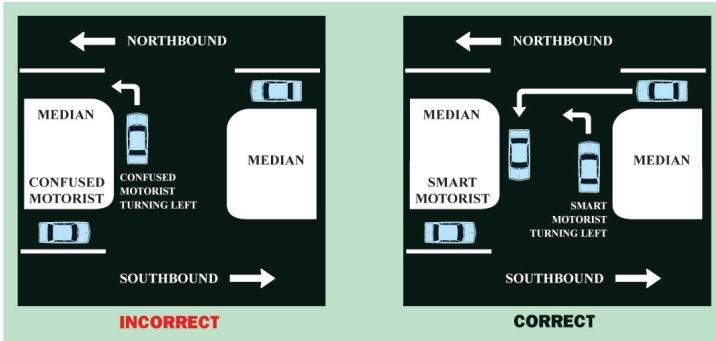 NORTHBOUND
MEDIAN
CONFUSED
MOTORIST
CONFUSED
MOTORIST
TURNING LEFT
MEDIAN
SOUTHBOUND
INCORRECT
NORTHBOUND
MEDIAN
SMART
MOTORIST
MEDIAN
SMART
MOTORIST
TURNING LEFT
SOUTHBOUND
CORRECT